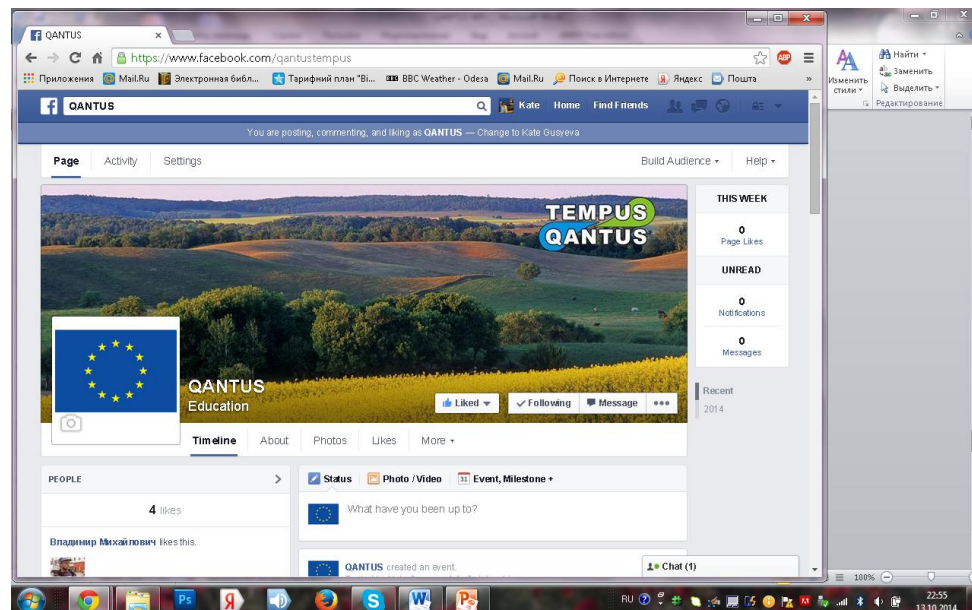 QANTUS
https://www.facebook.com/qantustempus
ABP
Приложения Mail.Ru Электронная библ... Тарифный план "Bi... BBC Weather - Odesa Mail.Ru Поиск в Интернете Яндекс Почта »
QANTUS Kate Home Find Friends
You are posting, commenting, and liking as QANTUS — Change to Kate Gusyeva
Page Activity Settings Build Audience Help
TEMPUS
QANTUS
QANTUS
Education
Liked Following Message
Timeline About Photos Likes More
PEOPLE
4 likes
Владимир Михайлович likes this.
Status Photo / Video 31 Event, Milestone +
What have you been up to?
QANTUS created an event.
Chat (1)
THIS WEEK
0
Page Likes
UNREAD
0
Notifications
0
Messages
Recent
2014
Изменить
стили
Найти
Заменить
Выделить
Редактирование
100%
Ps Я S W P
RU
22:55
13.10.2014